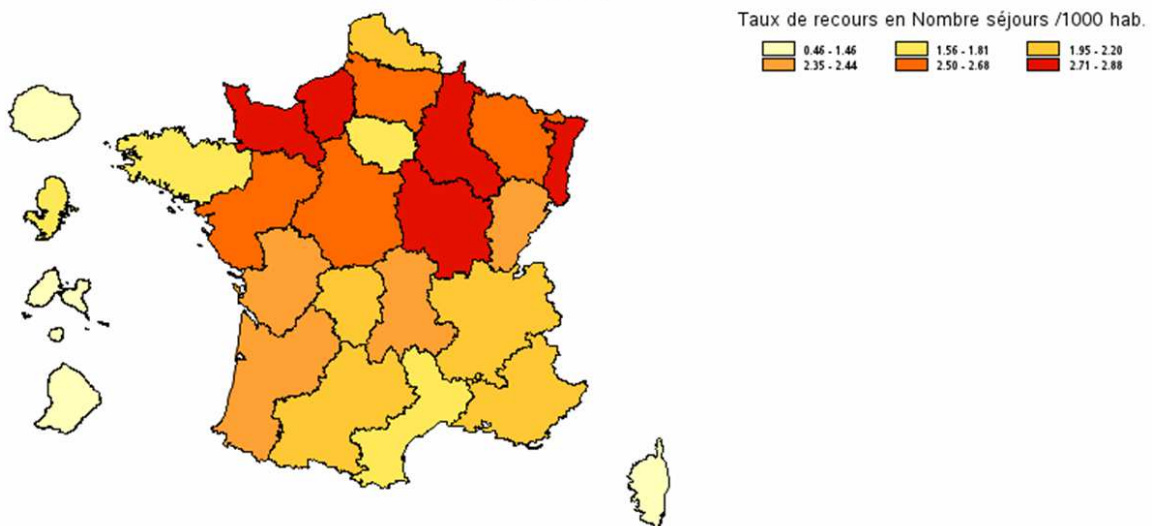 Taux de recours en Nombre séjours /1000 hab.
0.46 - 1.46 1.56 - 1.81 1.95 - 2.20
2.35 - 2.44 2.50 - 2.68 2.71 - 2.88